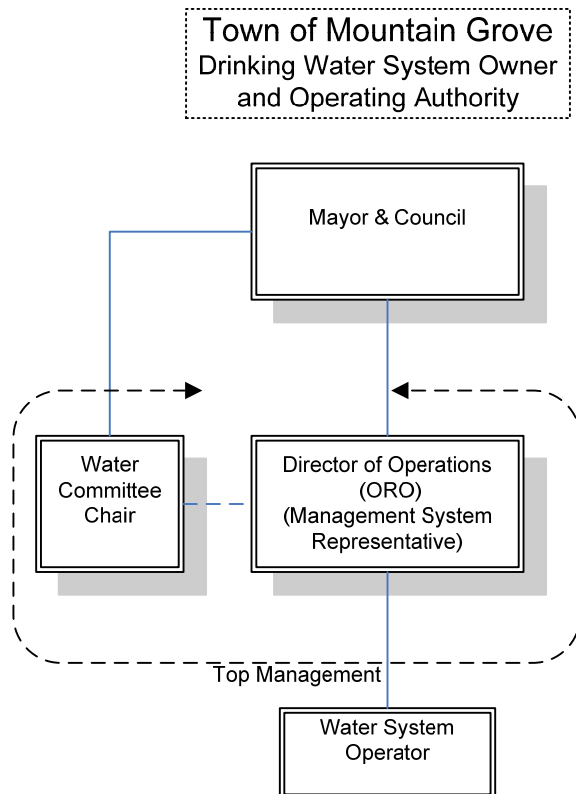 Town of Mountain Grove
Drinking Water System Owner
and Operating Authority
Mayor & Council
Water
Committee
Chair
Director of Operations
(ORO)
(Management System
Representative)
Top Management
Water System
Operator